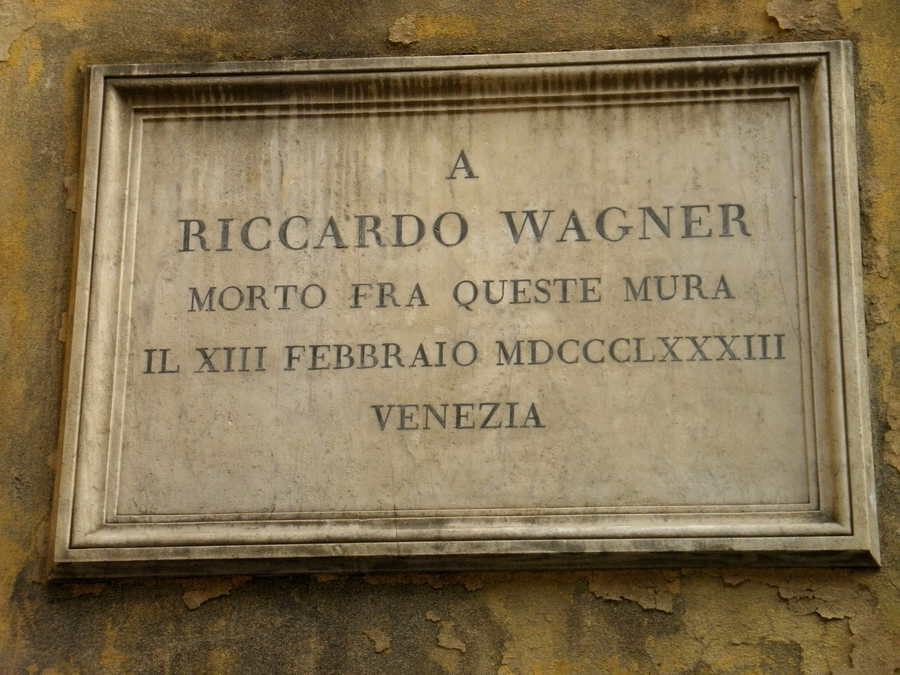 A
RICCARDO WAGNER
MORTO FRA QUESTE MURA
IL XIII FEBBRAIO MDCCCLXXXIII
VENEZIA